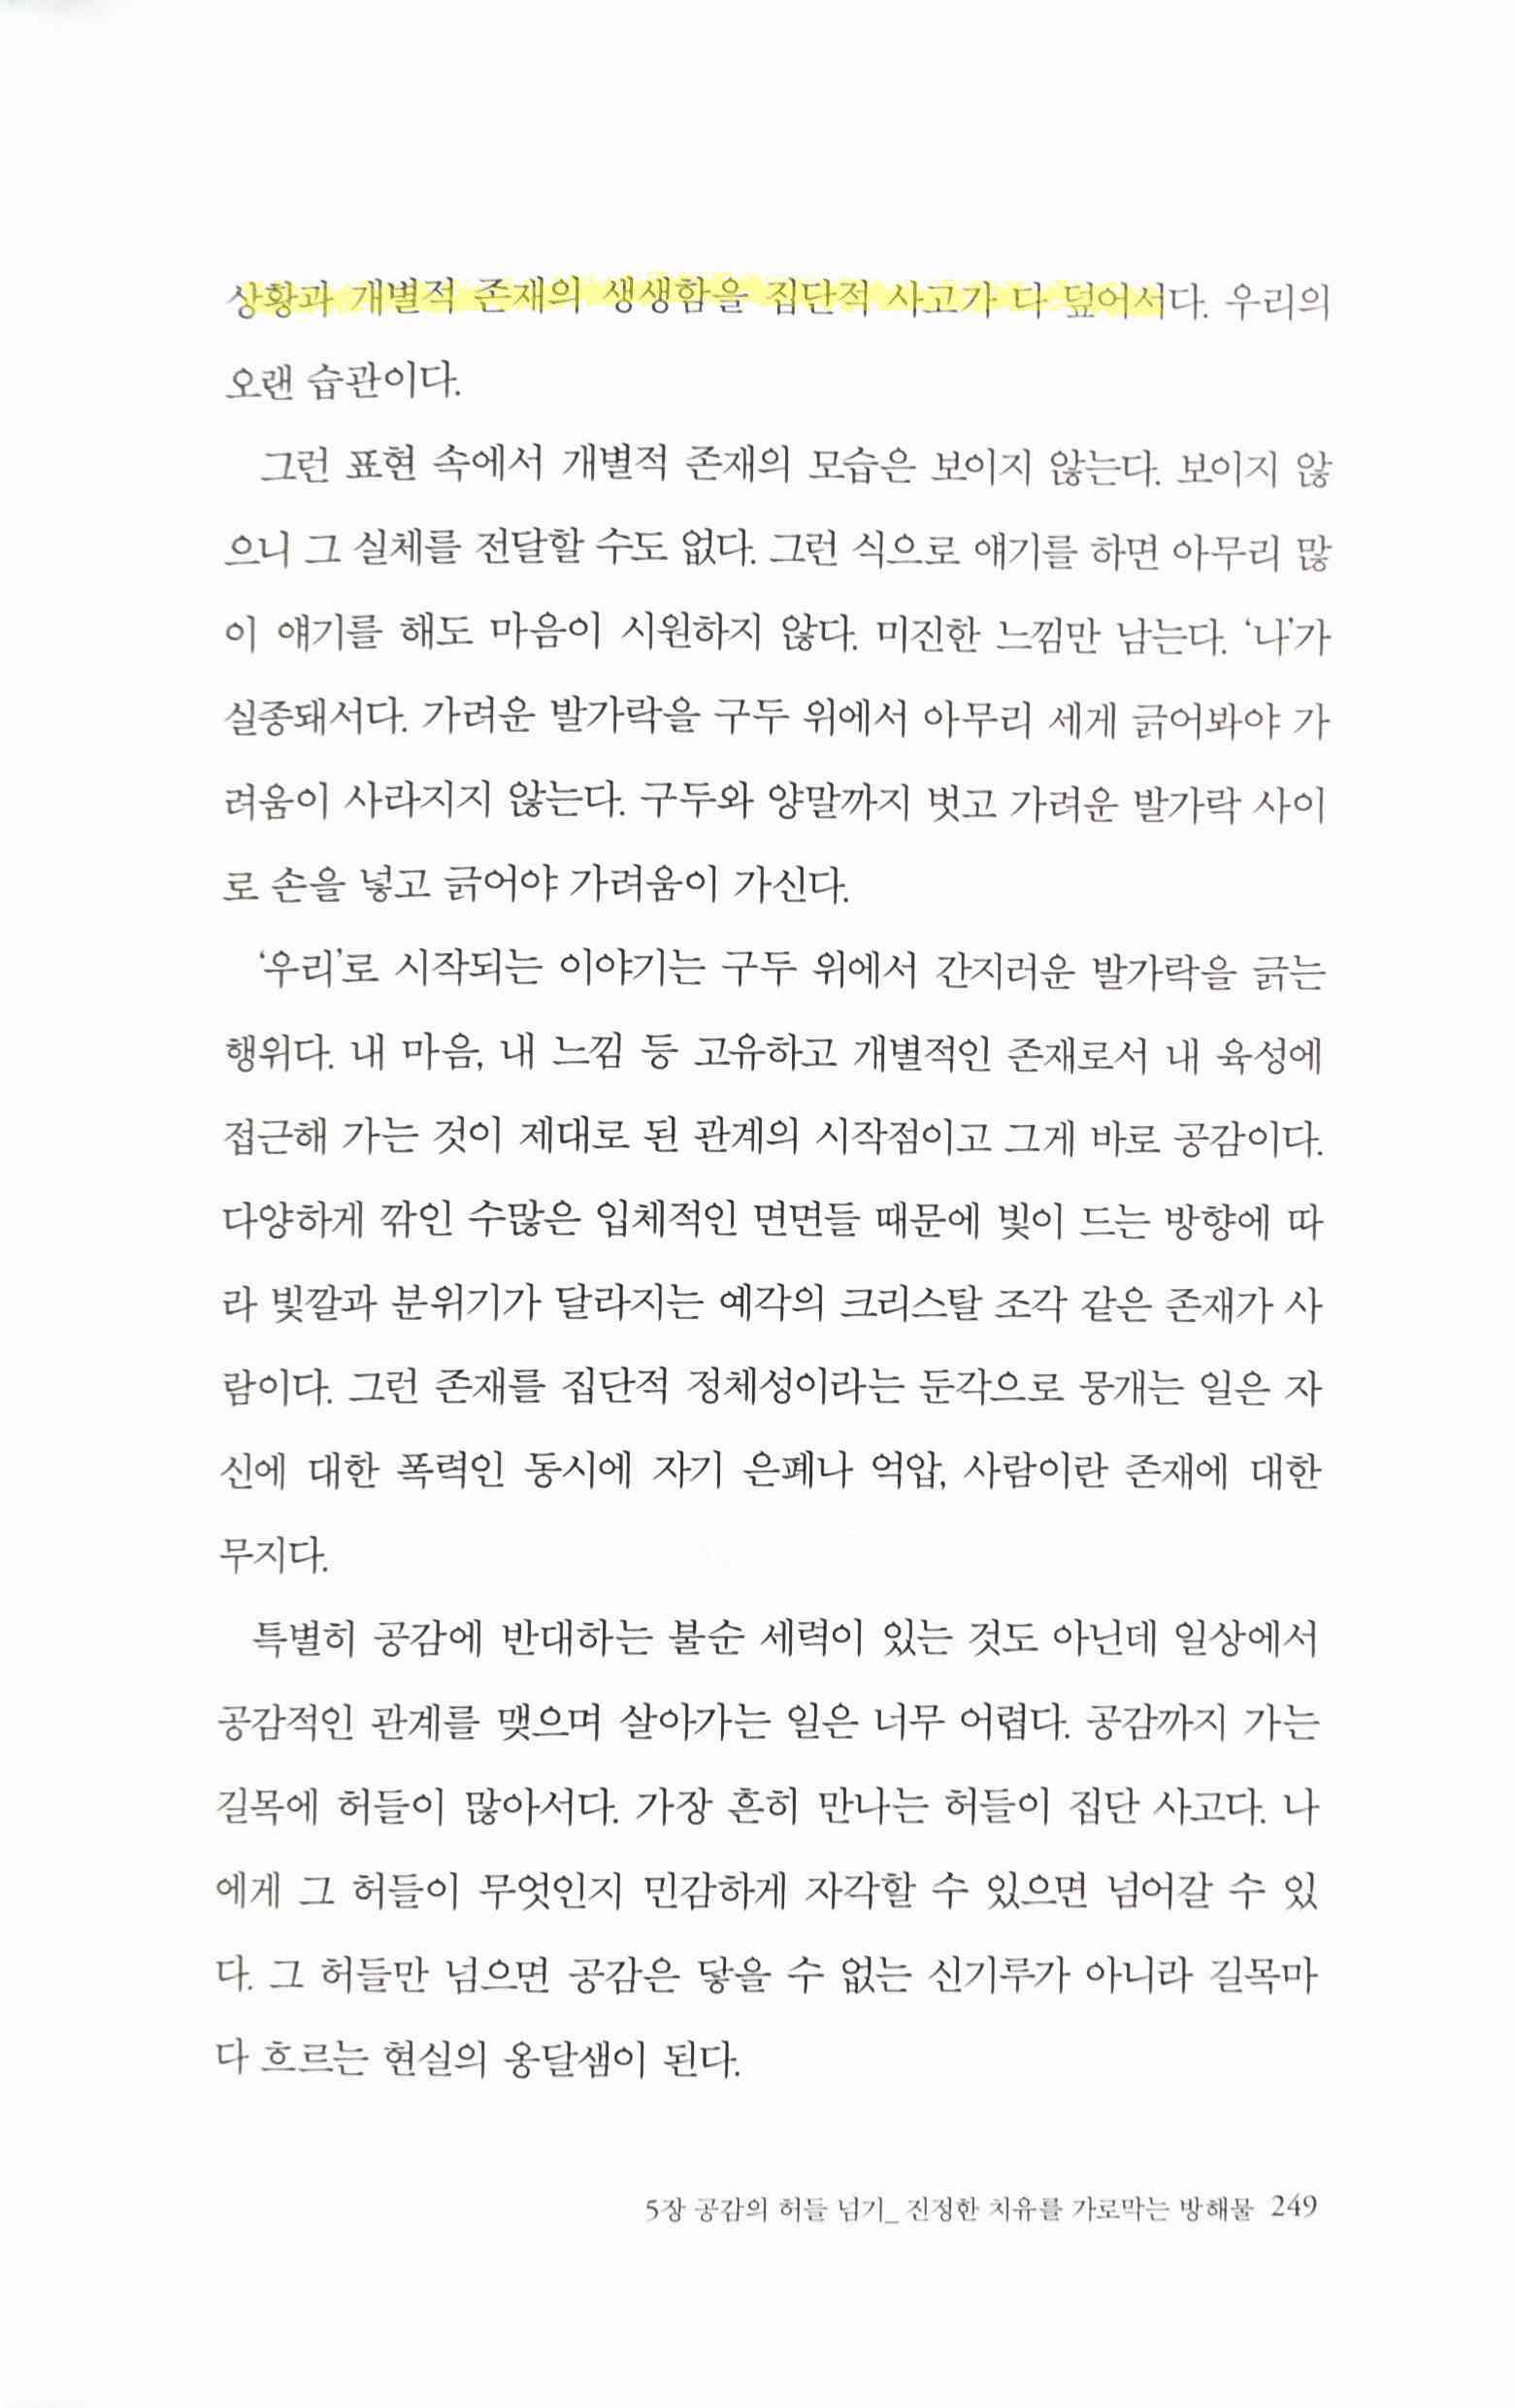 상황과 개별적 존재의 생생함을 집단적 사고가 다 덮어서다. 우리의
오랜 습관이다.
그런 표현 속에서 개별적 존재의 모습은 보이지 않는다. 보이지 않
으니 그 실체를 전달할 수도 없다. 그런 식으로 얘기를 하면 아무리 많
이 얘기를 해도 마음이 시원하지 않다. 미진한 느낌만 남는다. ‘나’가
실종돼서다. 가려운 발가락을 구두 위에서 아무리 세게 긁어봐야 가
려움이 사라지지 않는다. 구두와 양말까지 벗고 가려운 발가락 사이
로 손을 넣고 긁어야 가려움이 가신다.
‘우리’로 시작되는 이야기는 구두 위에서 간지러운 발가락을 긁는
행위다. 내 마음, 내 느낌 등 고유하고 개별적인 존재로서 내 육성에
접근해 가는 것이 제대로 된 관계의 시작점이고 그게 바로 공감이다.
다양하게 깎인 수많은 입체적인 면면들 때문에 빛이 드는 방향에 따
라 빛깔과 분위기가 달라지는 예각의 크리스탈 조각 같은 존재가 사
람이다. 그런 존재를 집단적 정체성이라는 둔각으로 뭉개는 일은 자
신에 대한 폭력인 동시에 자기 은폐나 억압, 사람이란 존재에 대한
무지다.
특별히 공감에 반대하는 불순 세력이 있는 것도 아닌데 일상에서
공감적인 관계를 맺으며 살아가는 일은 너무 어렵다. 공감까지 가는
길목에 허들이 많아서다. 가장 흔히 만나는 허들이 집단 사고다. 나
에게 그 허들이 무엇인지 민감하게 자각할 수 있으면 넘어갈 수 있
다. 그 허들만 넘으면 공감은 닿을 수 없는 신기루가 아니라 길목마
다 흐르는 현실의 옹달샘이 된다.
5장 공감의 허들 넘기_ 진정한 치유를 가로막는 방해물 249